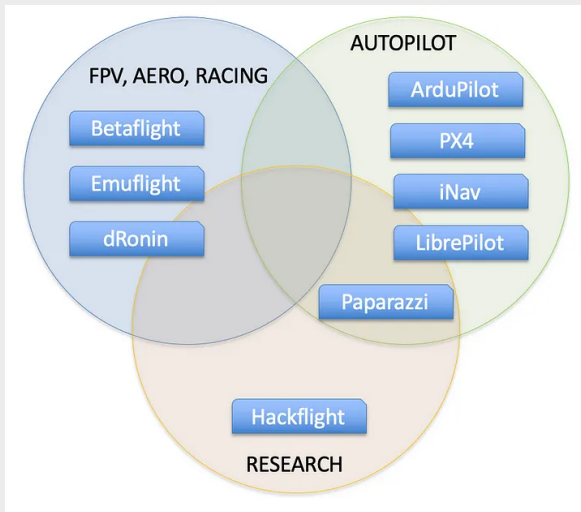 FPV, AERO, RACING
Betaflight
Emuflight
dRonin
AUTOPILOT
ArduPilot
PX4
iNav
LibrePilot
Paparazzi
Hackflight
RESEARCH